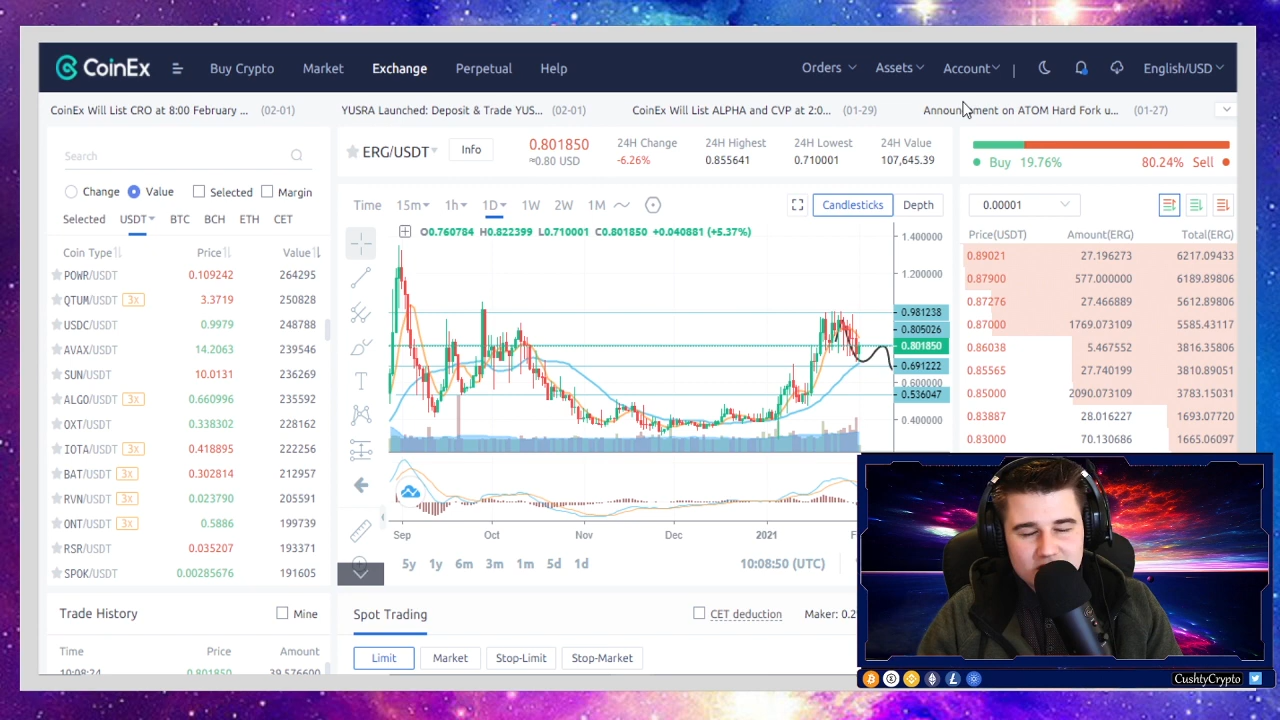 CoinEx Buy Crypto Market Exchange Perpetual Help Orders Assets Account | English/USD
CoinEx Will List CRO at 8:00 February ... (02-01) YUSRA Launched: Deposit & Trade YUS... (02-01) CoinEx Will List ALPHA and CVP at 2:0... (01-29) Announcement on ATOM Hard Fork u... (01-27)
Search
Change Value Selected Margin
Selected USDT BTC BCH ETH CET
Coin Type Price Value
POWR/USDT 0.109242 264295
QTUM/USDT 3x 3.3719 250828
USDC/USDT 0.9979 248788
AVAX/USDT 14.2063 239546
SUN/USDT 10.0131 236269
ALGO/USDT 3x 0.660996 235592
OXT/USDT 0.338302 228162
IOTA/USDT 3x 0.418895 222256
BAT/USDT 3x 0.302814 212957
RVN/USDT 3x 0.023790 205591
ONT/USDT 3x 0.5886 199739
RSR/USDT 0.035207 193371
SPOK/USDT 0.00285676 191605
Trade History Mine
Time Price Amount
10:08:24 0.801850 39.576600
ERG/USDT Info
0.801850
≈0.80 USD
24H Change
-6.26%
24H Highest
0.855641
24H Lowest
0.710001
24H Value
107,645.39
Time 15m 1h 1D 1W 2W 1M Candlesticks Depth
O0.760784 H0.822399 L0.710001 C0.801850 +0.040881 (+5.37%)
1.400000
1.200000
0.981238
0.805026
0.801850
0.691222
0.600000
0.536047
0.400000
Sep Oct Nov Dec 2021 F
5y 1y 6m 3m 1m 5d 1d 10:08:50 (UTC)
Spot Trading CET deduction Maker: 0.2
Limit Market Stop-Limit Stop-Market
Buy 19.76% 80.24% Sell
0.00001
Price(USDT) Amount(ERG) Total(ERG)
0.89021 27.196273 6217.09433
0.87900 577.000000 6189.89806
0.87276 27.466889 5612.89806
0.87000 1769.073109 5585.43117
0.86038 5.467552 3816.35806
0.85565 27.740199 3810.89051
0.85000 2090.073109 3783.15031
0.83887 28.016227 1693.07720
0.83000 70.130686 1665.06097
CushtyCrypto